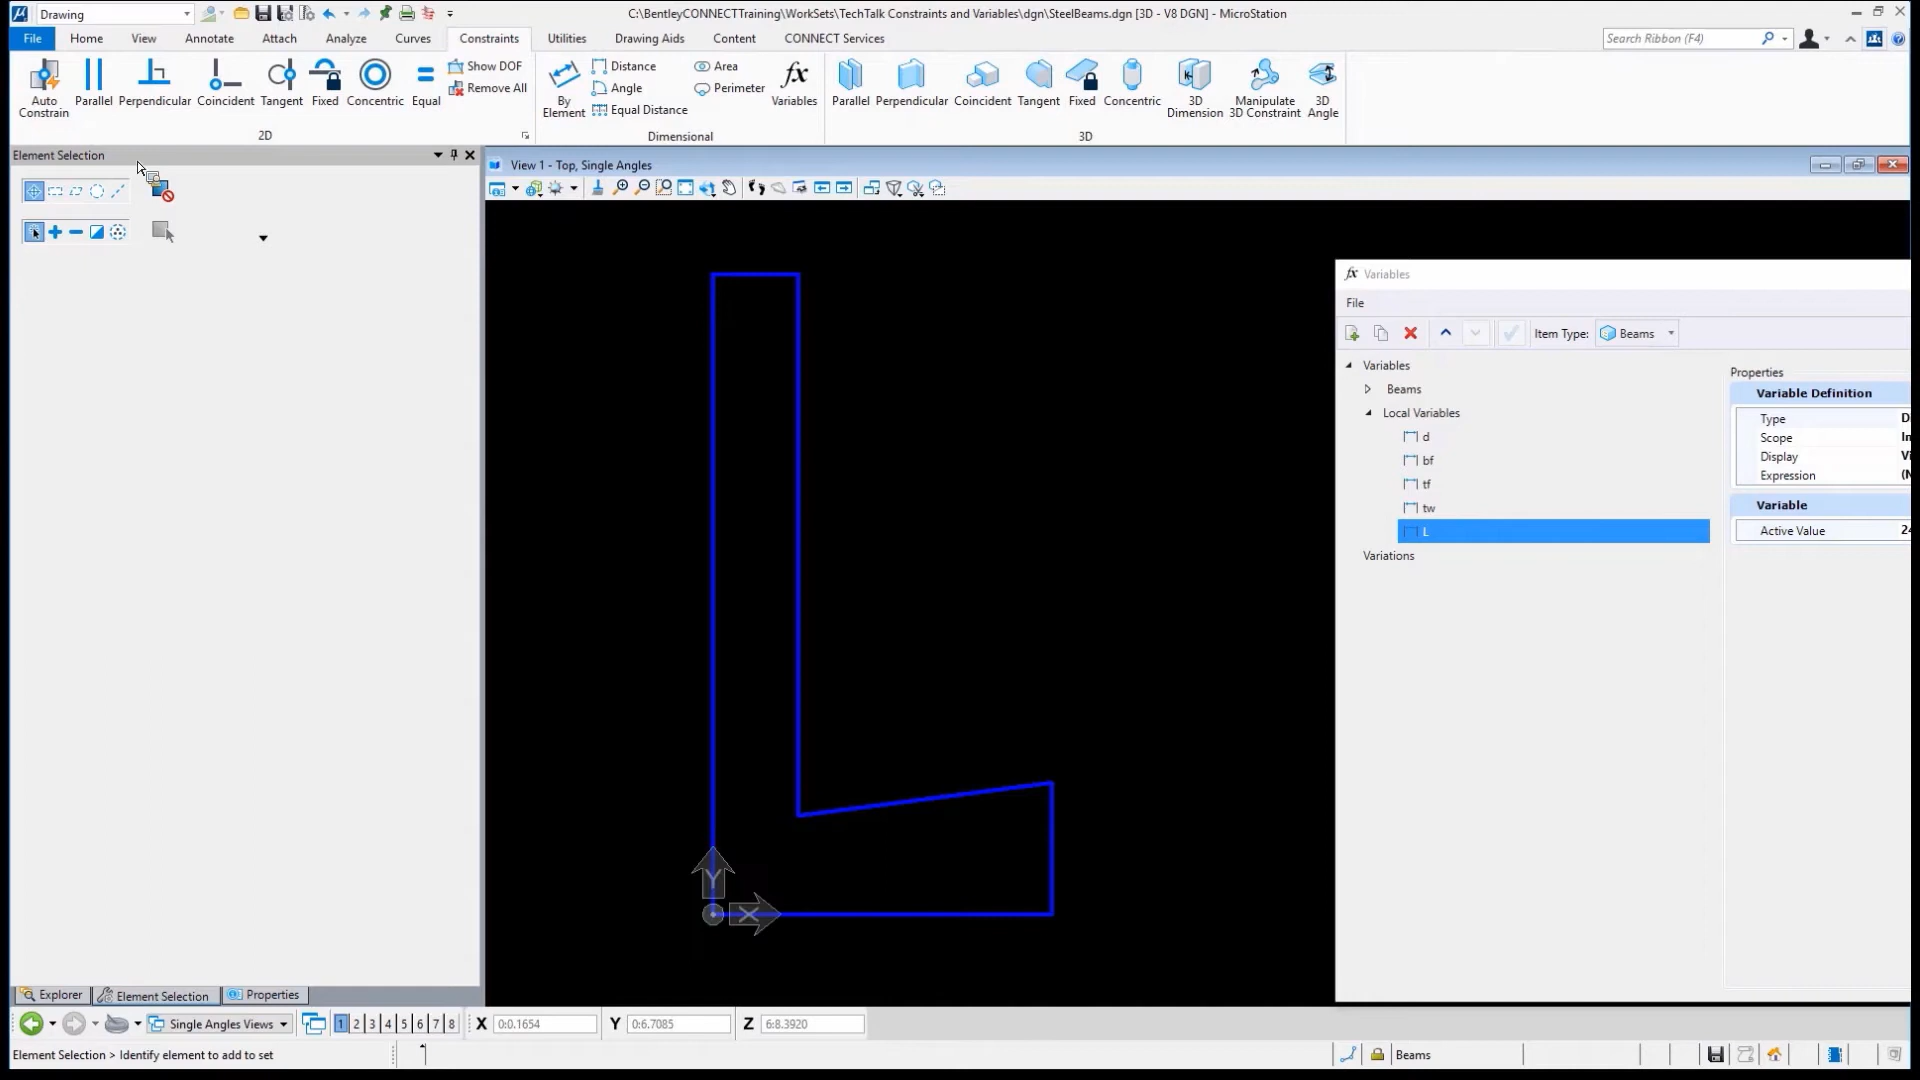 Drawing
C:\BentleyCONNECTTraining\WorkSets\TechTalk Constraints and Variables\dgn\SteelBeams.dgn [3D - V8 DGN] - MicroStation
File Home View Annotate Attach Analyze Curves Constraints Utilities Drawing Aids Content CONNECT Services
Search Ribbon (F4)
Auto Constrain
Parallel
Perpendicular
Coincident
Tangent
Fixed
Concentric
Equal
Show DOF
Remove All
2D
By Element
Distance
Angle
Equal Distance
Area
Perimeter
Variables
Dimensional
Parallel
Perpendicular
Coincident
Tangent
Fixed
Concentric
3D Dimension
Manipulate 3D Constraint
3D Angle
3D
Element Selection
View 1 - Top, Single Angles
fx Variables
File
Item Type: Beams
Variables
Beams
Local Variables
d
bf
tf
tw
L
Variations
Properties
Variable Definition
Type D
Scope In
Display Vi
Expression (N
Variable
Active Value 24
Y
X
Explorer Element Selection Properties
Single Angles Views 1 2 3 4 5 6 7 8 X 0:0.1654 Y 0:6.7085 Z 6:8.3920
Element Selection > Identify element to add to set
Beams